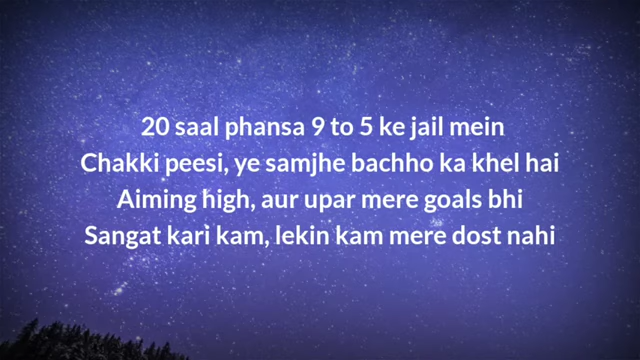 20 saal phansa 9 to 5 ke jail mein
Chakki peesi, ye samjhe bachho ka khel hai
Aiming high, aur upar mere goals bhi
Sangat kari kam, lekin kam mere dost nahi